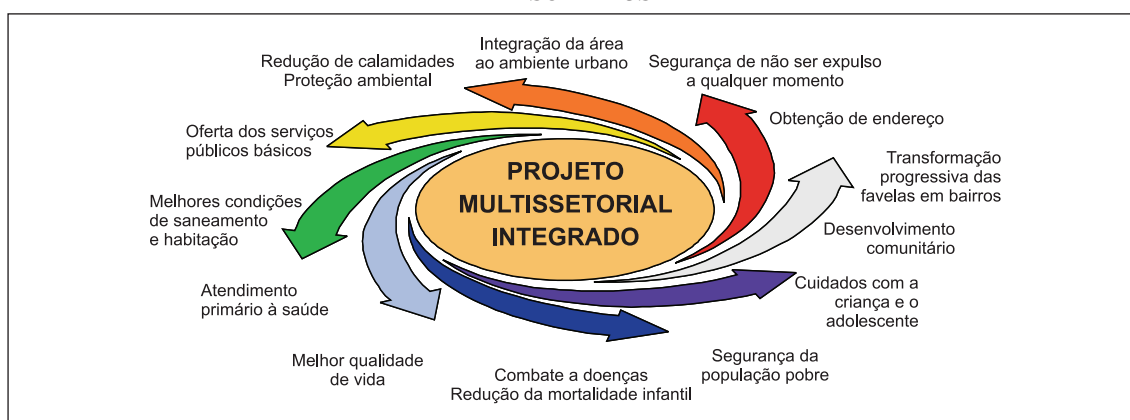 Integração da área
ao ambiente urbano
Redução de calamidades
Proteção ambiental
Segurança de não ser expulso
a qualquer momento
Oferta dos serviços
públicos básicos
Obtenção de endereço
PROJETO
MULTISSETORIAL
INTEGRADO
Transformação
progressiva das
favelas em bairros
Melhores condições
de saneamento
e habitação
Desenvolvimento
comunitário
Atendimento
primário à saúde
Cuidados com a
criança e o
adolescente
Melhor qualidade
de vida
Combate a doenças
Redução da mortalidade infantil
Segurança da
população pobre